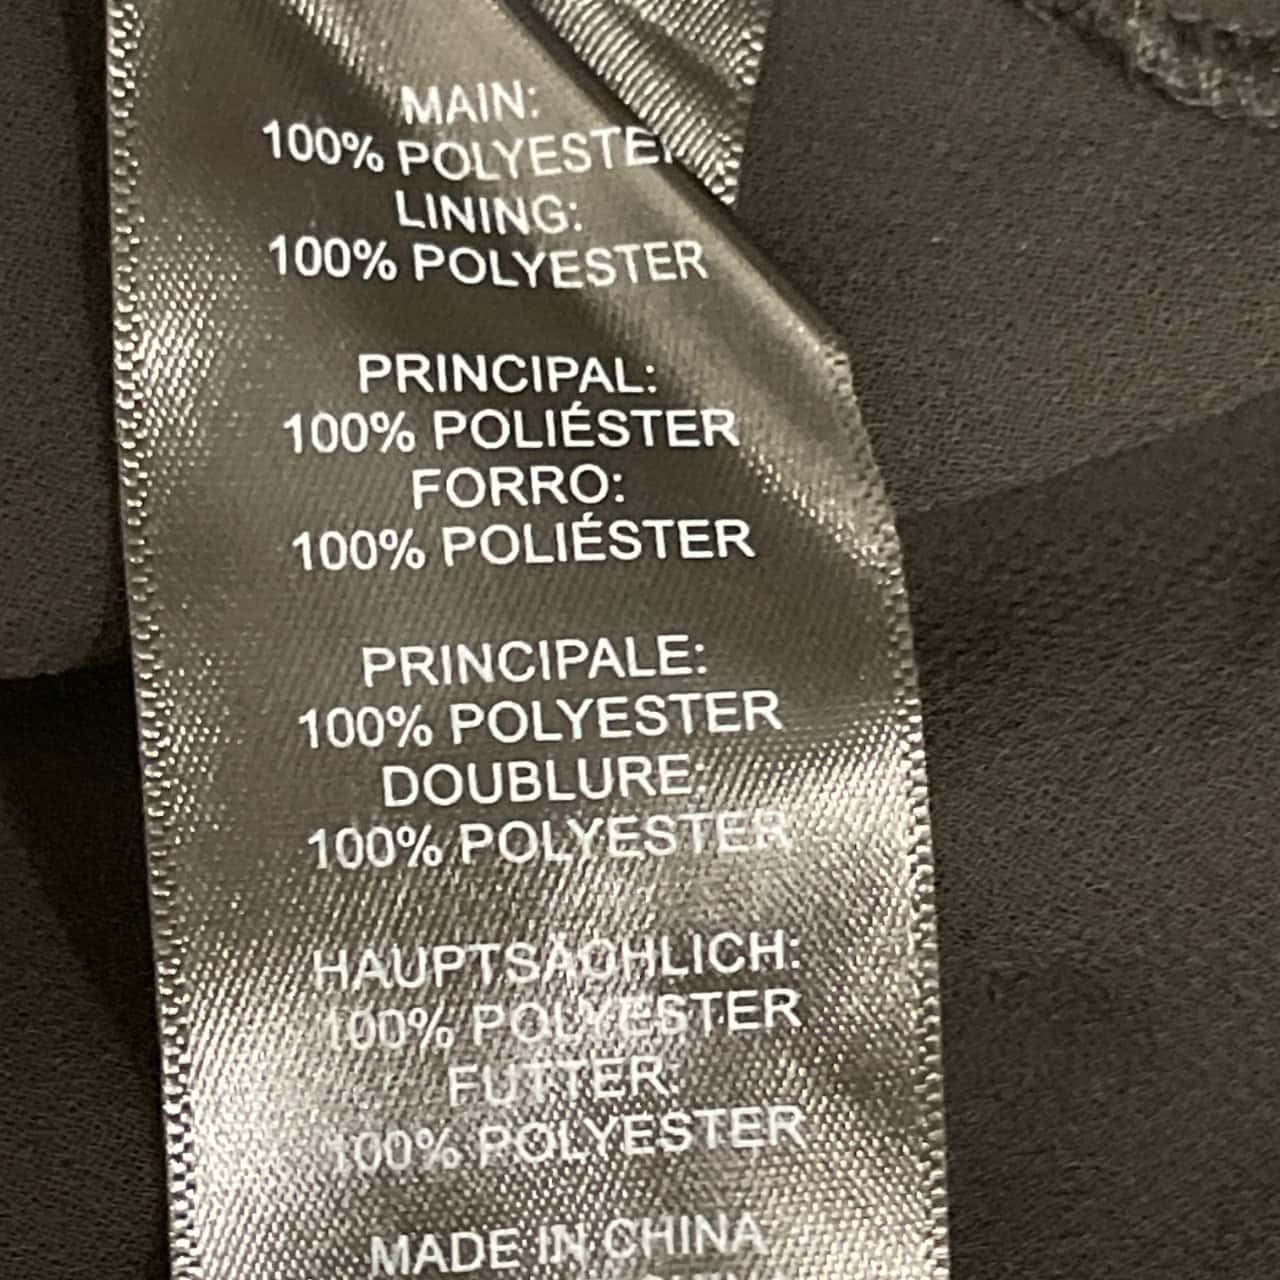 MAIN:
100% POLYESTER
LINING:
100% POLYESTER
PRINCIPAL:
100% POLIÉSTER
FORRO:
100% POLIÉSTER
PRINCIPALE:
100% POLYESTER
DOUBLURE:
100% POLYESTER
HAUPTSÄCHLICH:
100% POLYESTER
FUTTER:
100% POLYESTER
MADE IN CHINA